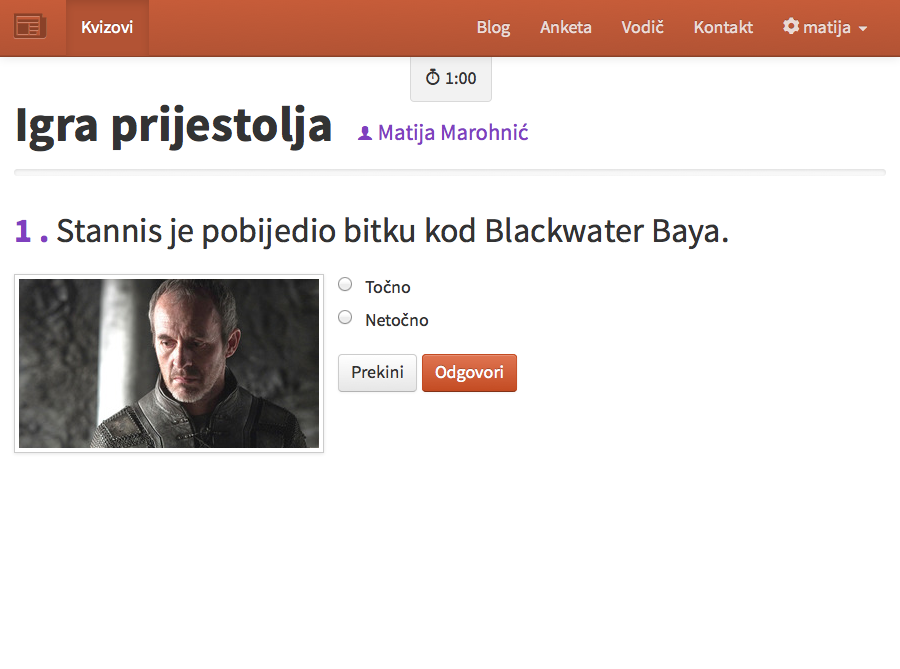 Kvizovi Blog Anketa Vodič Kontakt matija
1:00
Igra prijestolja Matija Marohnić
1 . Stannis je pobijedio bitku kod Blackwater Baya.
Točno
Netočno
Prekini Odgovori